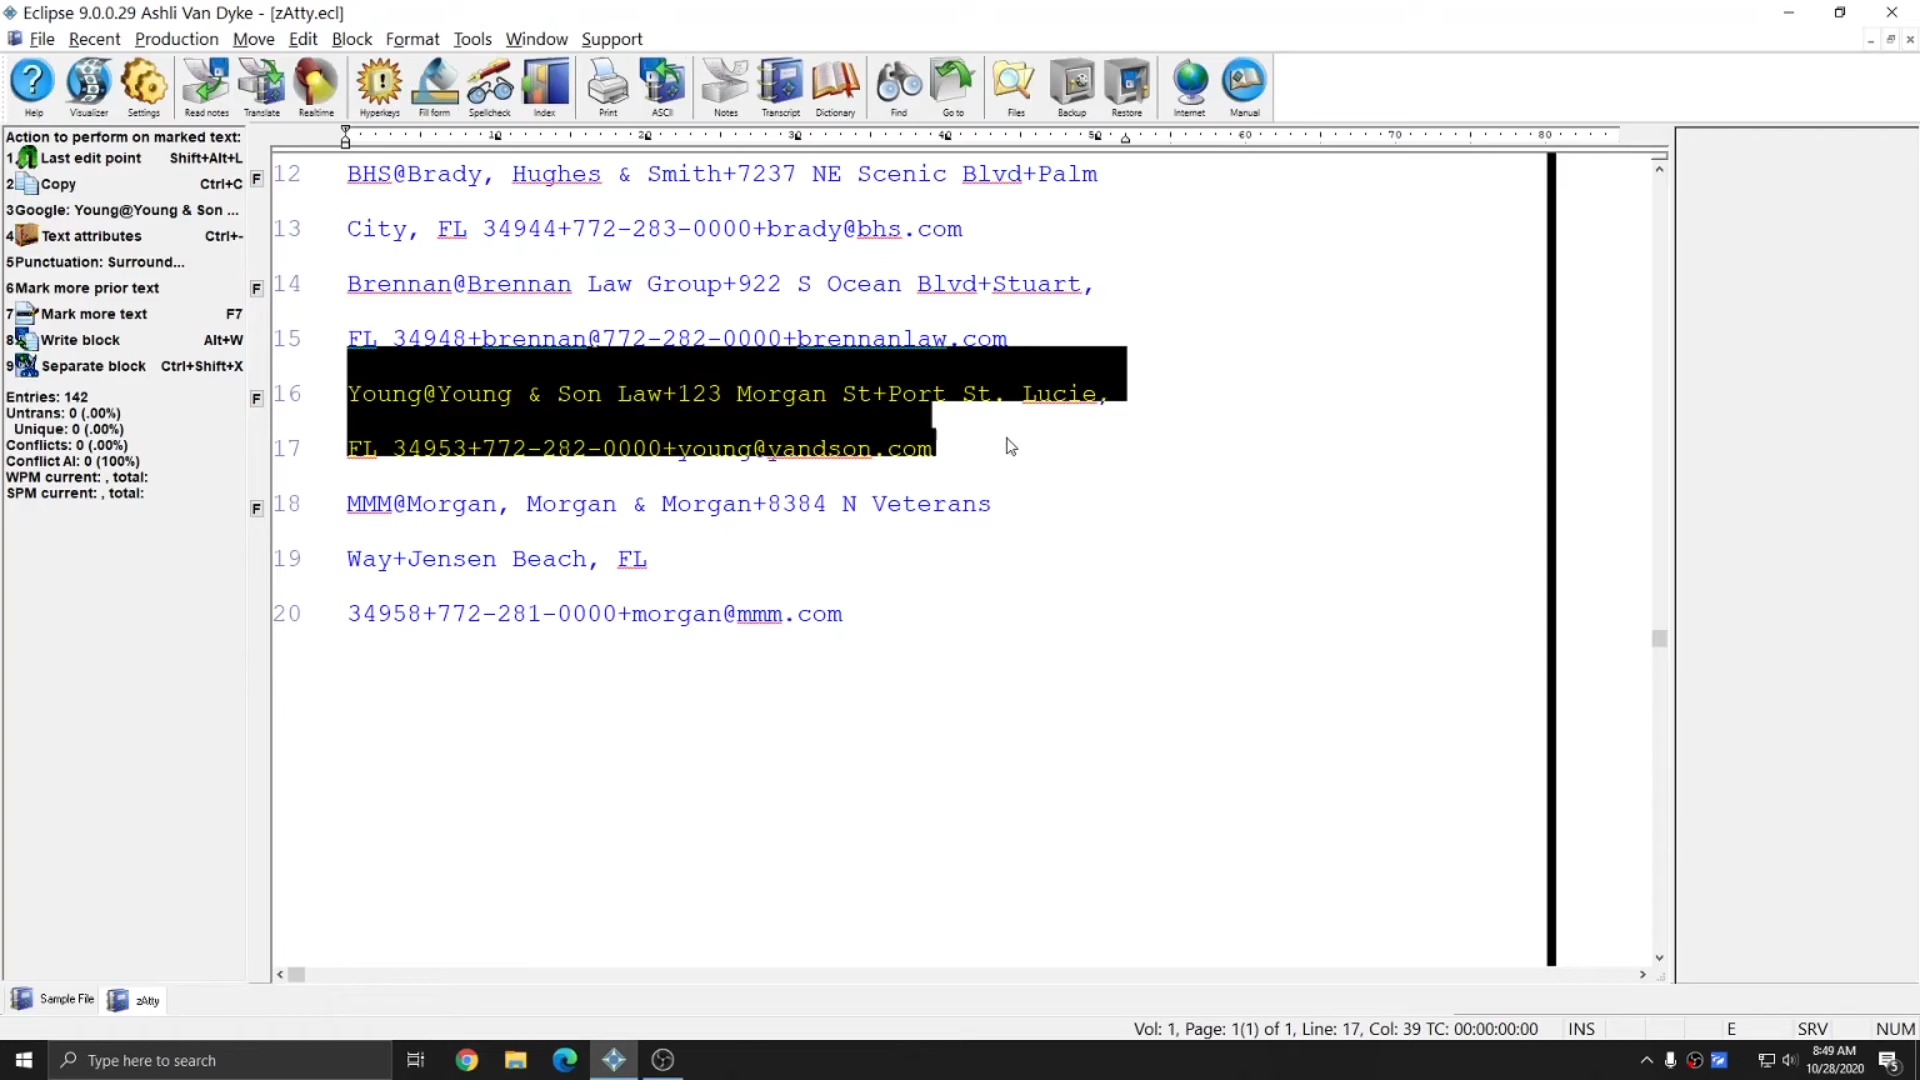 Eclipse 9.0.0.29 Ashli Van Dyke - [zAtty.ecl]
File Recent Production Move Edit Block Format Tools Window Support
Help Visualizer Settings Read notes Translate Realtime Hyperkeys Fill form Spellcheck Index Print ASCII Notes Transcript Dictionary Find Go to Files Backup Restore Internet Manual
Action to perform on marked text:
1 Last edit point Shift+Alt+L
2 Copy Ctrl+C
3 Google: Young@Young & Son ...
4 Text attributes Ctrl+-
5 Punctuation: Surround...
6 Mark more prior text
7 Mark more text F7
8 Write block Alt+W
9 Separate block Ctrl+Shift+X
Entries: 142
Untrans: 0 (.00%)
Unique: 0 (.00%)
Conflicts: 0 (.00%)
Conflict AI: 0 (100%)
WPM current: , total:
SPM current: , total:
10 20 30 40 50 60 70 80
F 12 BHS@Brady, Hughes & Smith+7237 NE Scenic Blvd+Palm
13 City, FL 34944+772-283-0000+brady@bhs.com
F 14 Brennan@Brennan Law Group+922 S Ocean Blvd+Stuart,
15 FL 34948+brennan@772-282-0000+brennanlaw.com
F 16 Young@Young & Son Law+123 Morgan St+Port St. Lucie,
17 FL 34953+772-282-0000+young@yandson.com
F 18 MMM@Morgan, Morgan & Morgan+8384 N Veterans
19 Way+Jensen Beach, FL
20 34958+772-281-0000+morgan@mmm.com
Sample File zAtty
Vol: 1, Page: 1(1) of 1, Line: 17, Col: 39 TC: 00:00:00:00 INS E SRV NUM
Type here to search
8:49 AM
10/28/2020
5